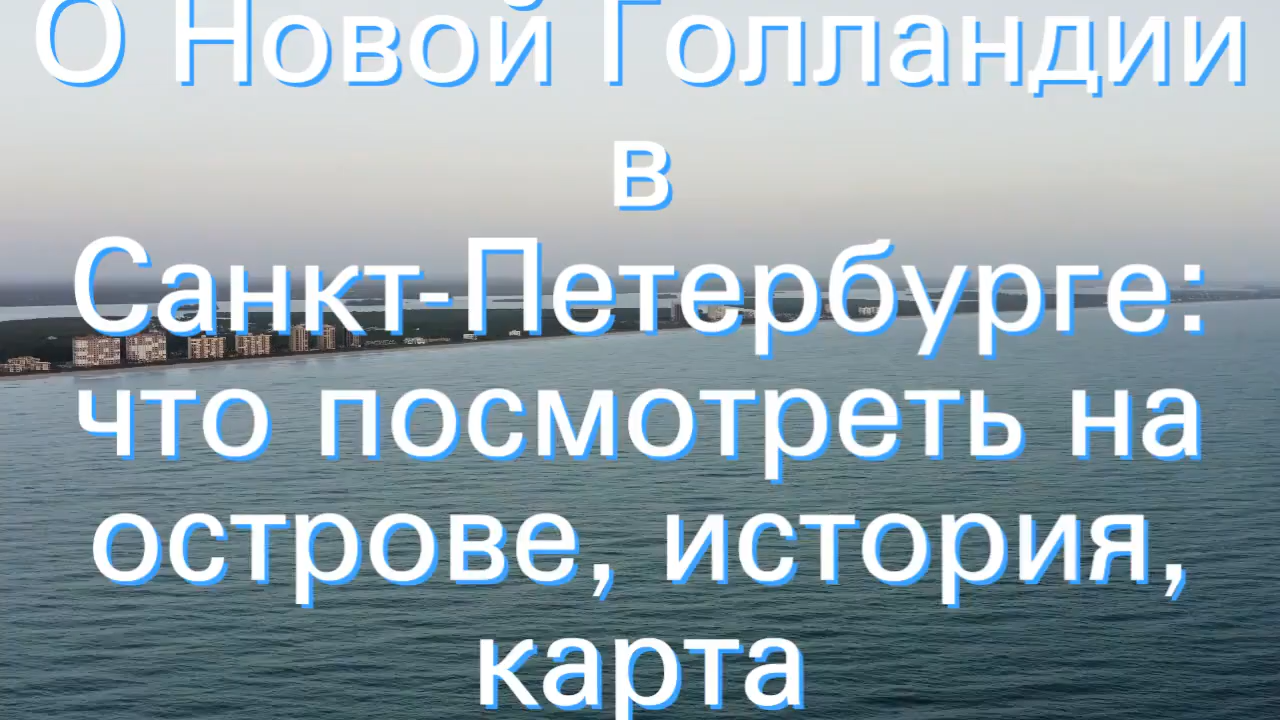 О Новой Голландии
в
Санкт-Петербурге:
что посмотреть на
острове, история,
карта